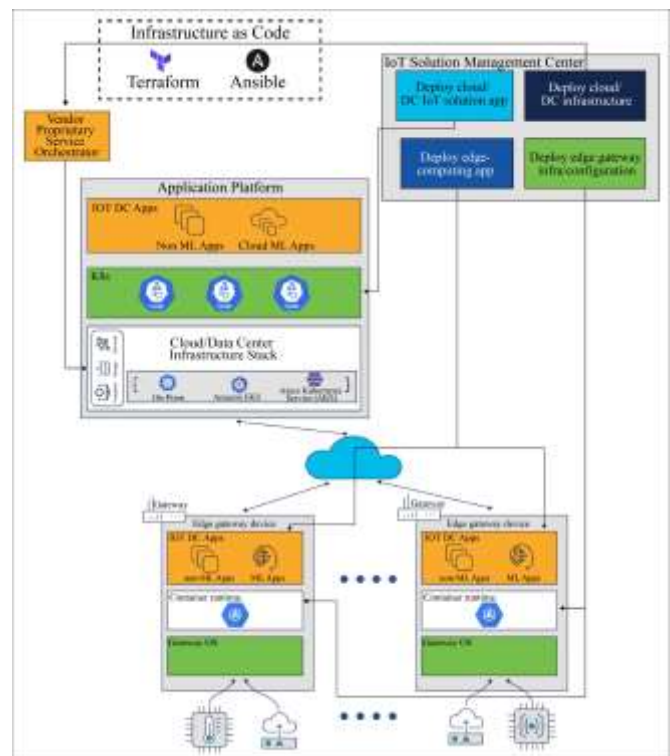 Infrastructure as Code
Terraform
Ansible
IoT Solution Management Center
Deploy cloud/
DC IoT solution app
Deploy cloud/
DC infrastructure
Deploy edge-
computing app
Deploy edge gateway
infra/configuration
Vendor
Proprietary
Service
Orchestrator
Application Platform
IOT DC Apps
Non ML Apps
Cloud ML Apps
K8s
Cloud/Data Center
Infrastructure Stack
On-Prem
Amazon EKS
Azure Kubernetes
Service (AKS)
Gateway
Edge gateway device
IOT DC Apps
non-ML Apps
ML Apps
Container runtime
Gateway OS
Gateway
Edge gateway device
IOT DC Apps
non-ML Apps
ML Apps
Container runtime
Gateway OS